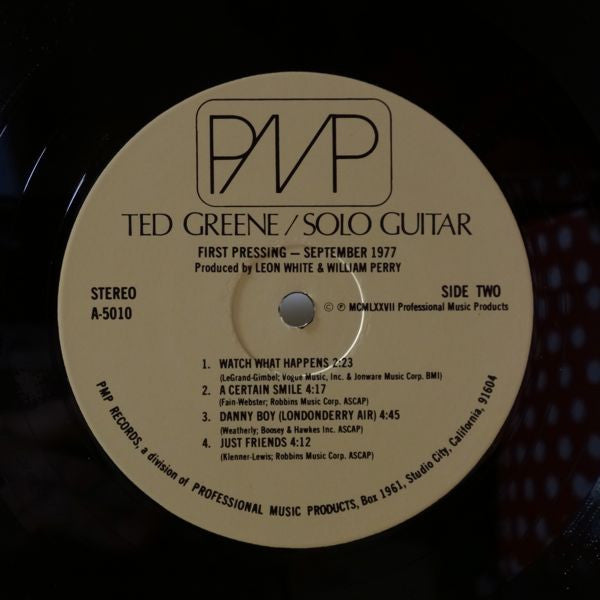 PMP
TED GREENE / SOLO GUITAR
FIRST PRESSING — SEPTEMBER 1977
Produced by LEON WHITE & WILLIAM PERRY
STEREO
A-5010
SIDE TWO
© ℗ MCMLXXVII Professional Music Products
1. WATCH WHAT HAPPENS 2:23
(LeGrand-Gimbel; Vogue Music, Inc. & Jonware Music Corp. BMI)
2. A CERTAIN SMILE 4:17
(Fain-Webster; Robbins Music Corp. ASCAP)
3. DANNY BOY (LONDONDERRY AIR) 4:45
(Weatherly; Boosey & Hawkes Inc. ASCAP)
4. JUST FRIENDS 4:12
(Klenner-Lewis; Robbins Music Corp. ASCAP)
PMP RECORDS, a division of PROFESSIONAL MUSIC PRODUCTS, Box 1961, Studio City, California, 91604